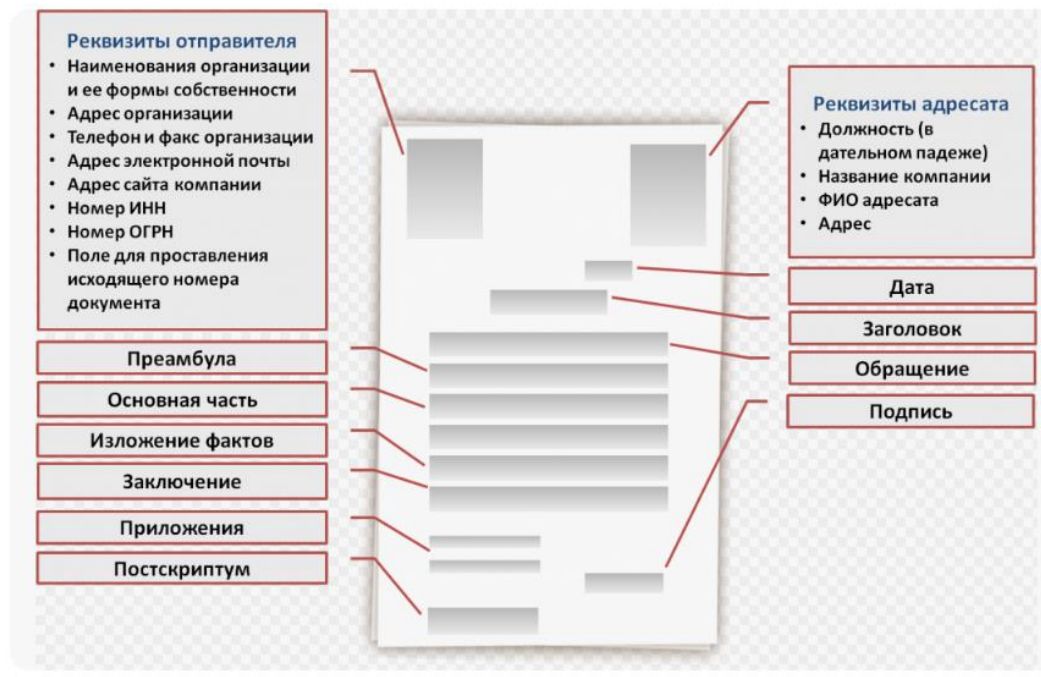 Реквизиты отправителя
• Наименования организации
и ее формы собственности
• Адрес организации
• Телефон и факс организации
• Адрес электронной почты
• Адрес сайта компании
• Номер ИНН
• Номер ОГРН
• Поле для проставления
исходящего номера
документа
Преамбула
Основная часть
Изложение фактов
Заключение
Приложения
Постскриптум
Реквизиты адресата
• Должность (в
дательном падеже)
• Название компании
• ФИО адресата
• Адрес
Дата
Заголовок
Обращение
Подпись